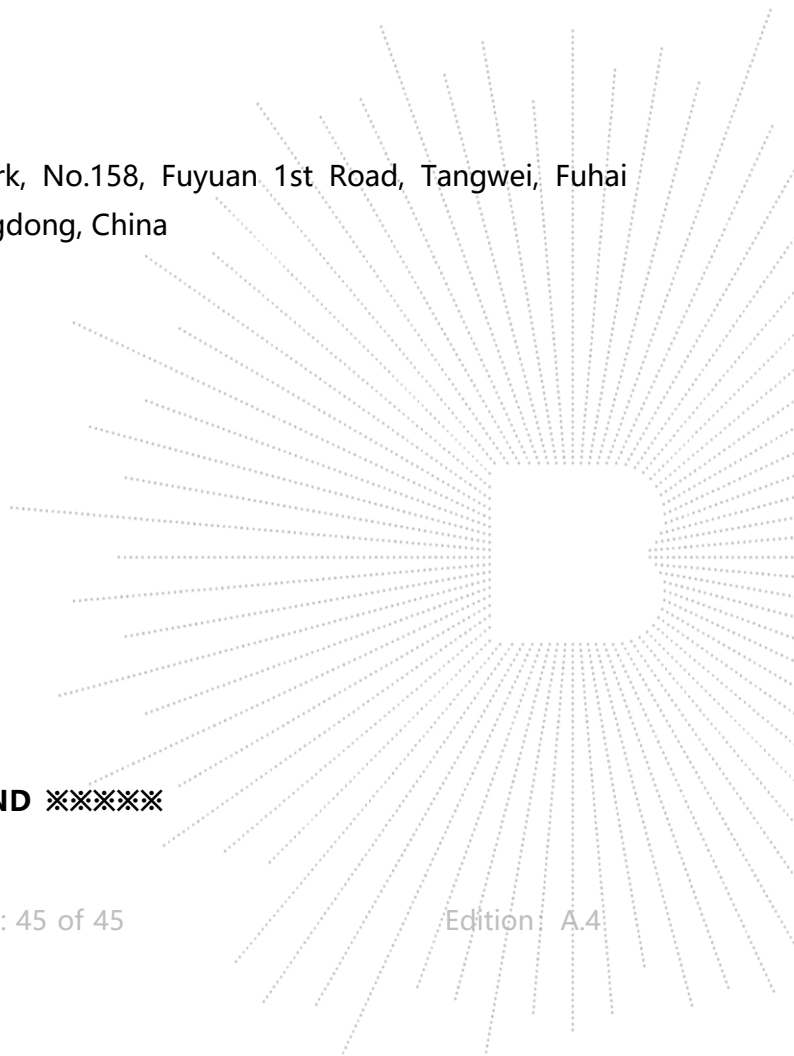 rk, No.158, Fuyuan 1st Road, Tangwei, Fuhai
gdong, China
ND ※※※※※
: 45 of 45 Edition: A.4